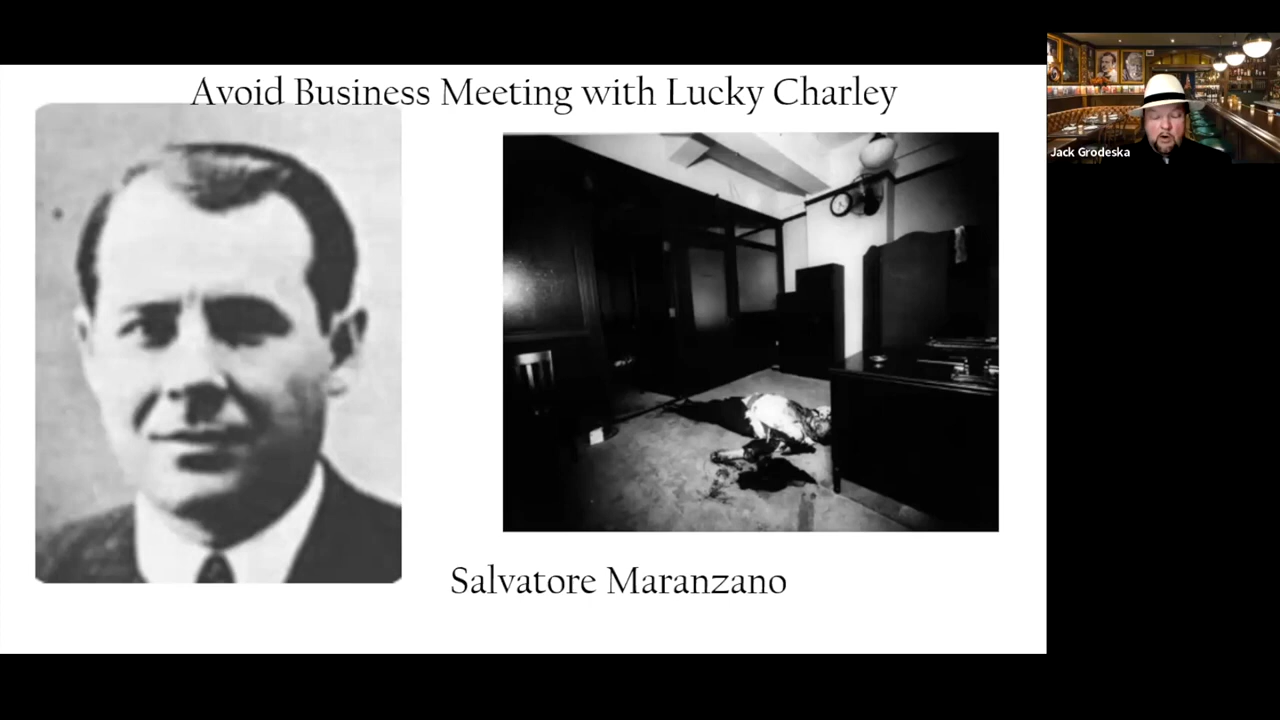 Avoid Business Meeting with Lucky Charley
Jack Grodeska
Salvatore Maranzano